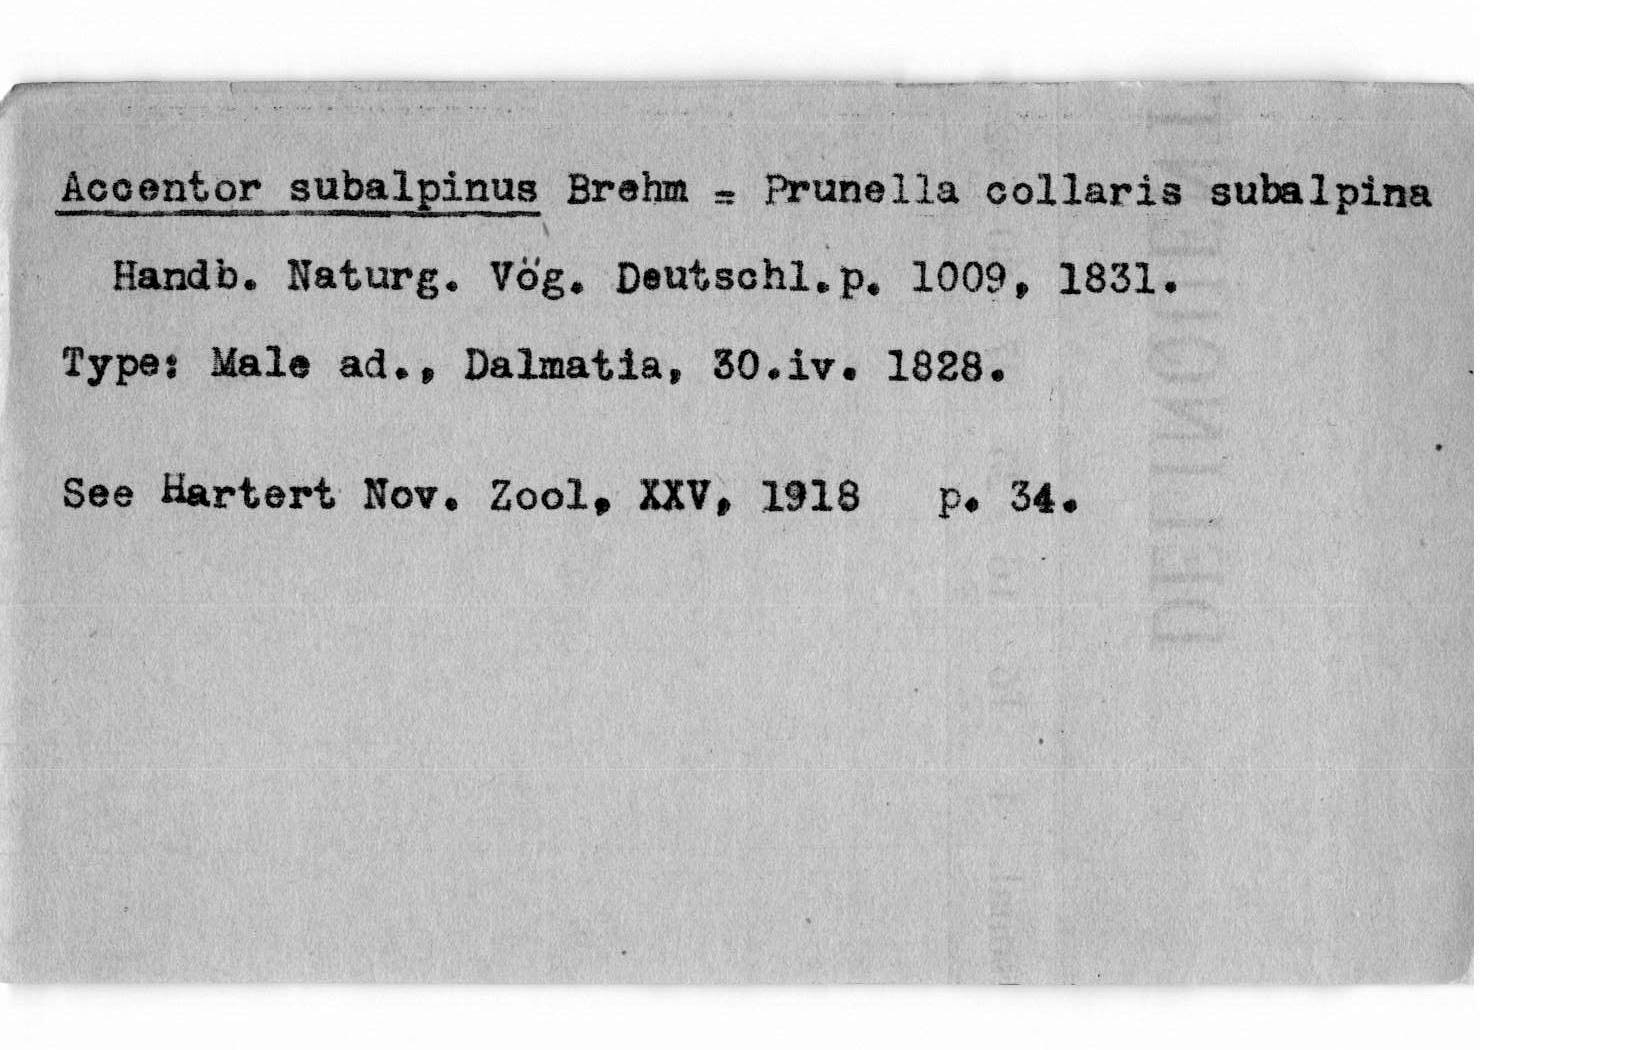 Accentor subalpinus Brehm = Prunella collaris subalpina
Handb. Naturg. Vög. Deutschl.p. 1009, 1831.
Type: Male ad., Dalmatia, 30.iv. 1828.
See Hartert Nov. Zool, XXV, 1918 p. 34.